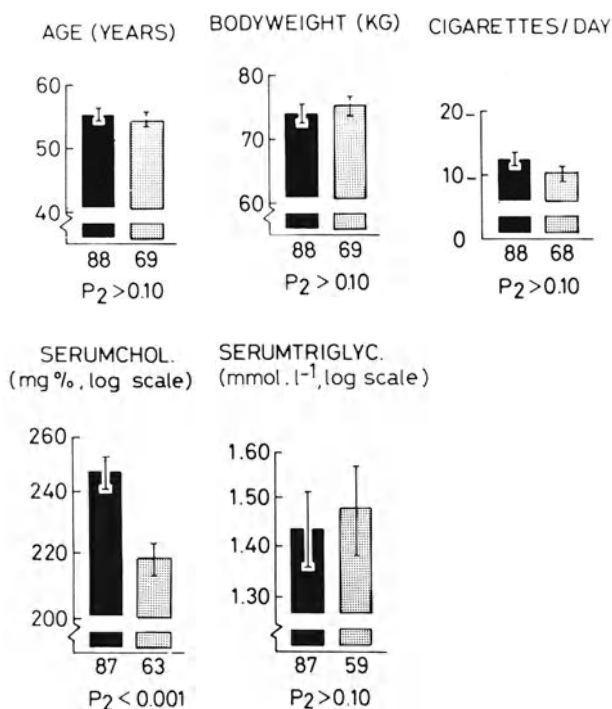 AGE (YEARS)
BODYWEIGHT (KG)
CIGARETTES/DAY
60
50
40
88 69
P2 >0.10
80
70
60
88 69
P2 >0.10
20
10
0
88 68
P2 >0.10
SERUMCHOL.
(mg %, log scale)
260
240
220
200
87 63
P2 < 0.001
SERUMTRIGLYC.
(mmol. l-1, log scale)
1.60
1.50
1.40
1.30
87 59
P2 >0.10